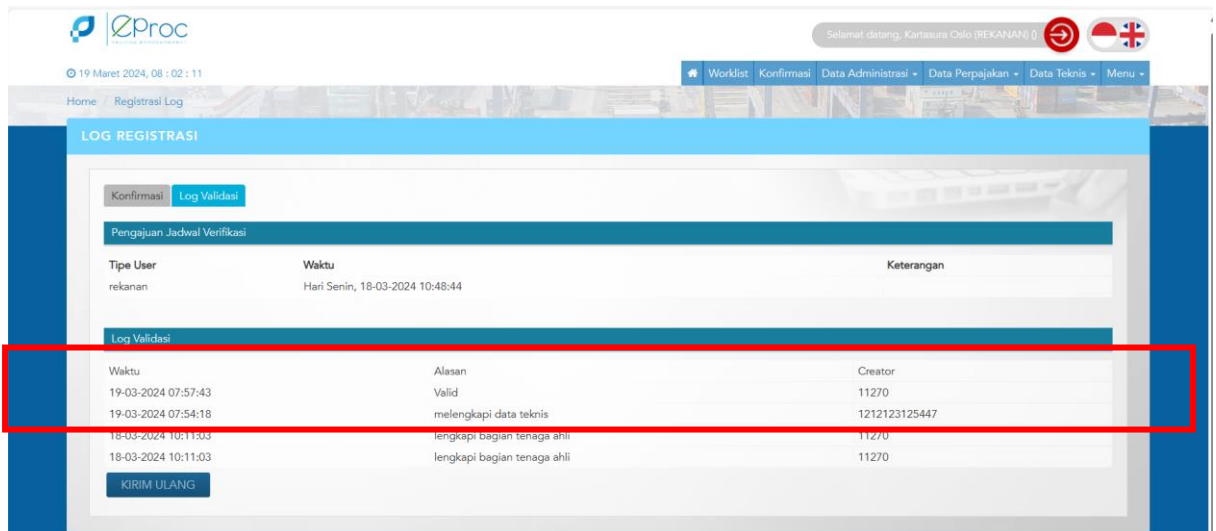 eProc
Selamat datang, Kartasura Oslo (REKANAN) ()
19 Maret 2024, 08 : 02 : 11
Worklist Konfirmasi Data Administrasi Data Perpajakan Data Teknis Menu
Home / Registrasi Log
LOG REGISTRASI
Konfirmasi Log Validasi
Pengajuan Jadwal Verifikasi
Tipe User Waktu Keterangan
rekanan Hari Senin, 18-03-2024 10:48:44
Log Validasi
Waktu Alasan Creator
19-03-2024 07:57:43 Valid 11270
19-03-2024 07:54:18 melengkapi data teknis 1212123125447
18-03-2024 10:11:03 lengkapi bagian tenaga ahli 11270
18-03-2024 10:11:03 lengkapi bagian tenaga ahli 11270
KIRIM ULANG